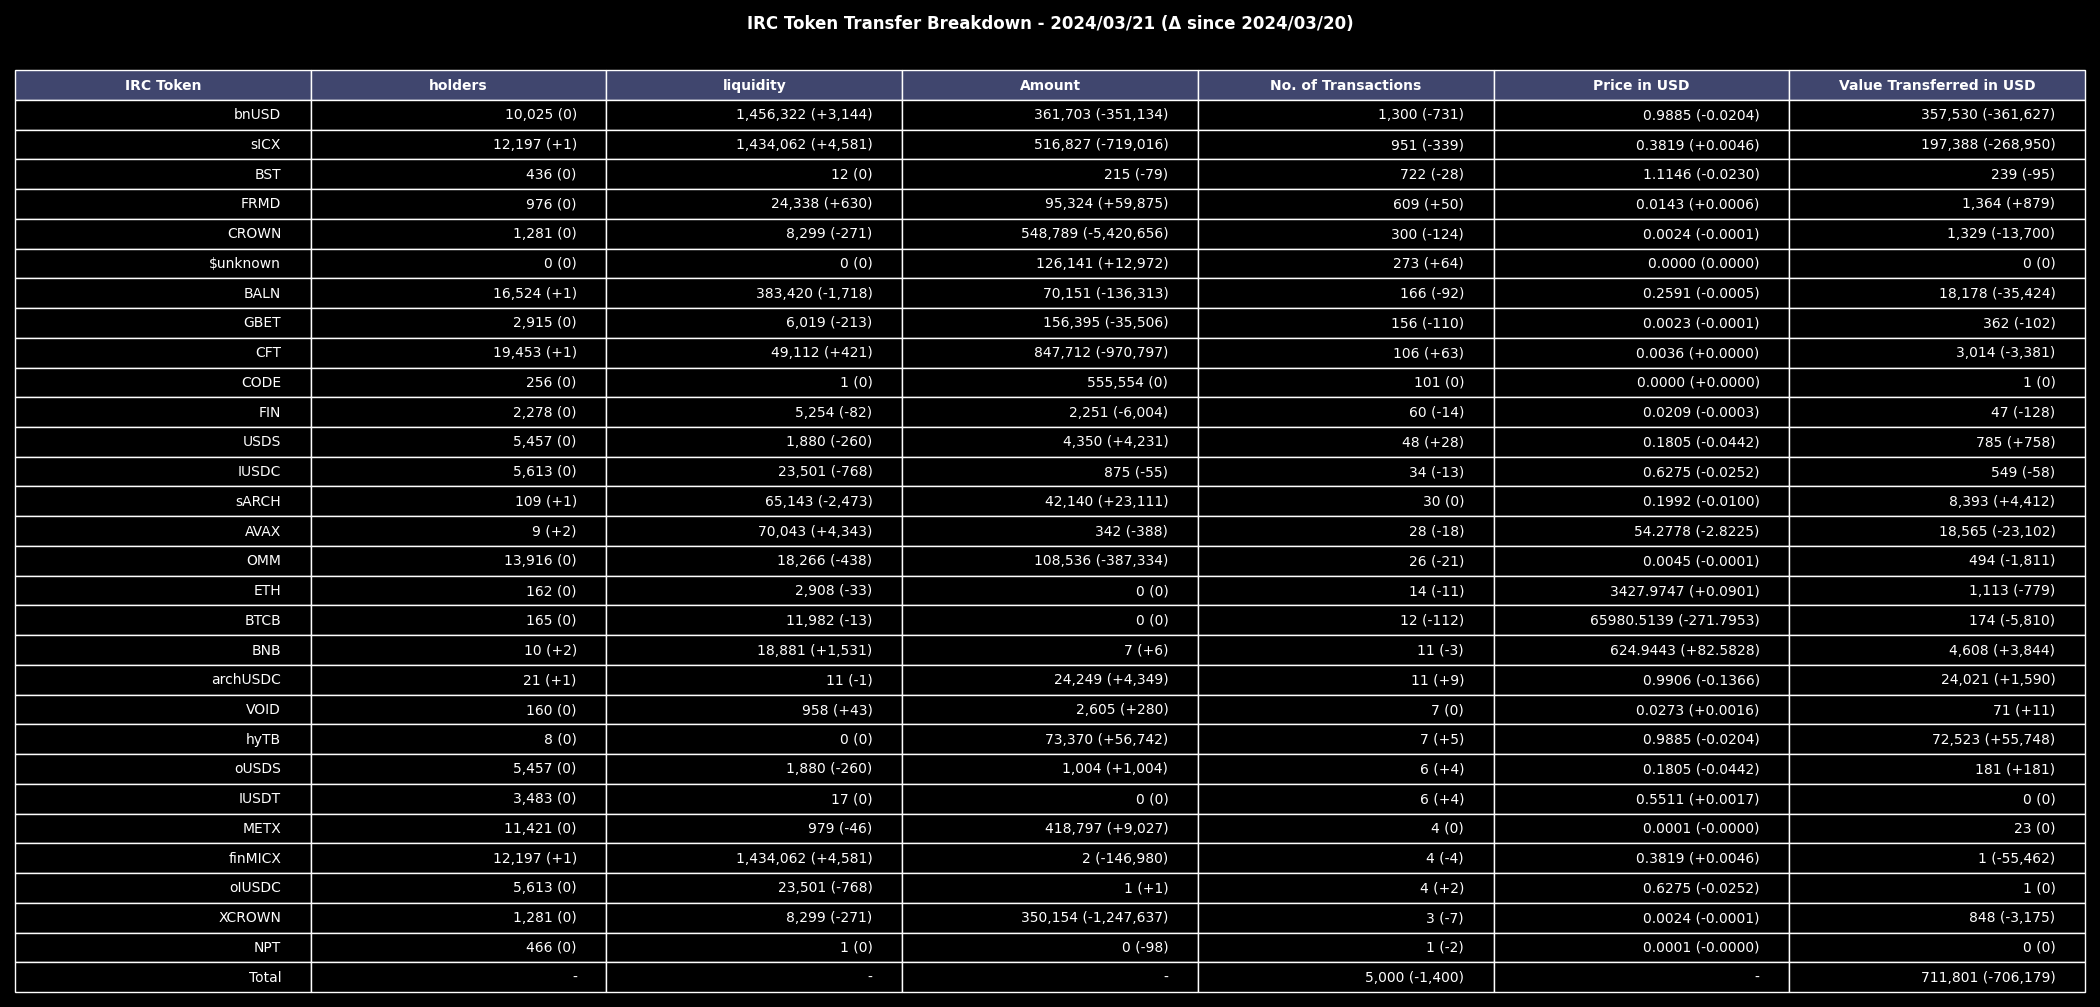 IRC Token Transfer Breakdown - 2024/03/21 (Δ since 2024/03/20)
IRC Token holders liquidity Amount No. of Transactions Price in USD Value Transferred in USD
bnUSD 10,025 (0) 1,456,322 (+3,144) 361,703 (-351,134) 1,300 (-731) 0.9885 (-0.0204) 357,530 (-361,627)
sICX 12,197 (+1) 1,434,062 (+4,581) 516,827 (-719,016) 951 (-339) 0.3819 (+0.0046) 197,388 (-268,950)
BST 436 (0) 12 (0) 215 (-79) 722 (-28) 1.1146 (-0.0230) 239 (-95)
FRMD 976 (0) 24,338 (+630) 95,324 (+59,875) 609 (+50) 0.0143 (+0.0006) 1,364 (+879)
CROWN 1,281 (0) 8,299 (-271) 548,789 (-5,420,656) 300 (-124) 0.0024 (-0.0001) 1,329 (-13,700)
$unknown 0 (0) 0 (0) 126,141 (+12,972) 273 (+64) 0.0000 (0.0000) 0 (0)
BALN 16,524 (+1) 383,420 (-1,718) 70,151 (-136,313) 166 (-92) 0.2591 (-0.0005) 18,178 (-35,424)
GBET 2,915 (0) 6,019 (-213) 156,395 (-35,506) 156 (-110) 0.0023 (-0.0001) 362 (-102)
CFT 19,453 (+1) 49,112 (+421) 847,712 (-970,797) 106 (+63) 0.0036 (+0.0000) 3,014 (-3,381)
CODE 256 (0) 1 (0) 555,554 (0) 101 (0) 0.0000 (+0.0000) 1 (0)
FIN 2,278 (0) 5,254 (-82) 2,251 (-6,004) 60 (-14) 0.0209 (-0.0003) 47 (-128)
USDS 5,457 (0) 1,880 (-260) 4,350 (+4,231) 48 (+28) 0.1805 (-0.0442) 785 (+758)
IUSDC 5,613 (0) 23,501 (-768) 875 (-55) 34 (-13) 0.6275 (-0.0252) 549 (-58)
sARCH 109 (+1) 65,143 (-2,473) 42,140 (+23,111) 30 (0) 0.1992 (-0.0100) 8,393 (+4,412)
AVAX 9 (+2) 70,043 (+4,343) 342 (-388) 28 (-18) 54.2778 (-2.8225) 18,565 (-23,102)
OMM 13,916 (0) 18,266 (-438) 108,536 (-387,334) 26 (-21) 0.0045 (-0.0001) 494 (-1,811)
ETH 162 (0) 2,908 (-33) 0 (0) 14 (-11) 3427.9747 (+0.0901) 1,113 (-779)
BTCB 165 (0) 11,982 (-13) 0 (0) 12 (-112) 65980.5139 (-271.7953) 174 (-5,810)
BNB 10 (+2) 18,881 (+1,531) 7 (+6) 11 (-3) 624.9443 (+82.5828) 4,608 (+3,844)
archUSDC 21 (+1) 11 (-1) 24,249 (+4,349) 11 (+9) 0.9906 (-0.1366) 24,021 (+1,590)
VOID 160 (0) 958 (+43) 2,605 (+280) 7 (0) 0.0273 (+0.0016) 71 (+11)
hyTB 8 (0) 0 (0) 73,370 (+56,742) 7 (+5) 0.9885 (-0.0204) 72,523 (+55,748)
oUSDS 5,457 (0) 1,880 (-260) 1,004 (+1,004) 6 (+4) 0.1805 (-0.0442) 181 (+181)
IUSDT 3,483 (0) 17 (0) 0 (0) 6 (+4) 0.5511 (+0.0017) 0 (0)
METX 11,421 (0) 979 (-46) 418,797 (+9,027) 4 (0) 0.0001 (-0.0000) 23 (0)
finMICX 12,197 (+1) 1,434,062 (+4,581) 2 (-146,980) 4 (-4) 0.3819 (+0.0046) 1 (-55,462)
oIUSDC 5,613 (0) 23,501 (-768) 1 (+1) 4 (+2) 0.6275 (-0.0252) 1 (0)
XCROWN 1,281 (0) 8,299 (-271) 350,154 (-1,247,637) 3 (-7) 0.0024 (-0.0001) 848 (-3,175)
NPT 466 (0) 1 (0) 0 (-98) 1 (-2) 0.0001 (-0.0000) 0 (0)
Total - - - 5,000 (-1,400) - 711,801 (-706,179)